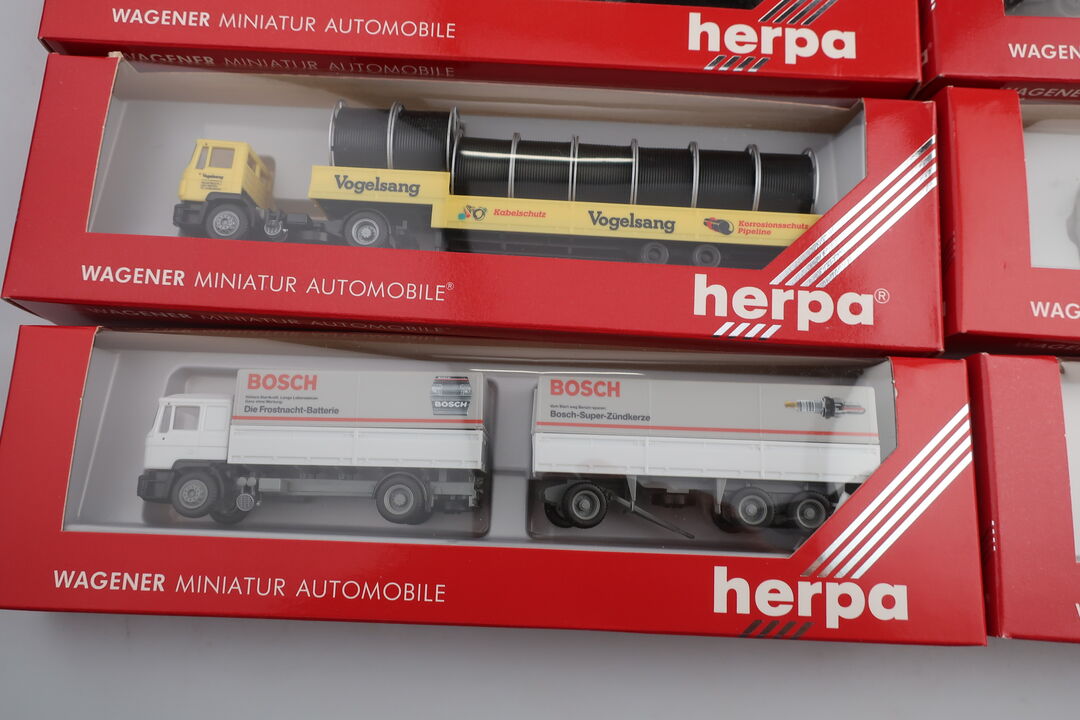 WAGENER MINIATUR AUTOMOBILE
herpa
WAGENER MINIATUR AUTOMOBILE
Vogelsang
Vogelsang
Kabelschutz
Vogelsang
Korrosionsschutz
Pipeline
WAGENER MINIATUR AUTOMOBILE®
herpa®
BOSCH
Die Frostnacht-Batterie
BOSCH
BOSCH
Bosch-Super-Zündkerze
WAGENER MINIATUR AUTOMOBILE
herpa
WAGEN
WAGENER
WAG